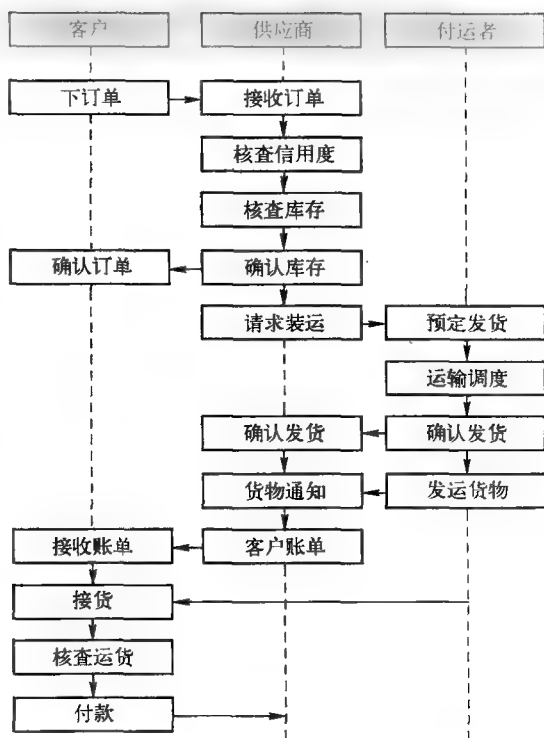 客户 供应商 付运者
下订单 接收订单
核查信用度
核查库存
确认订单 确认库存
请求装运 预定发货
运输调度
确认发货 确认发货
货物通知 发运货物
接收账单 客户账单
接货
核查运货
付款